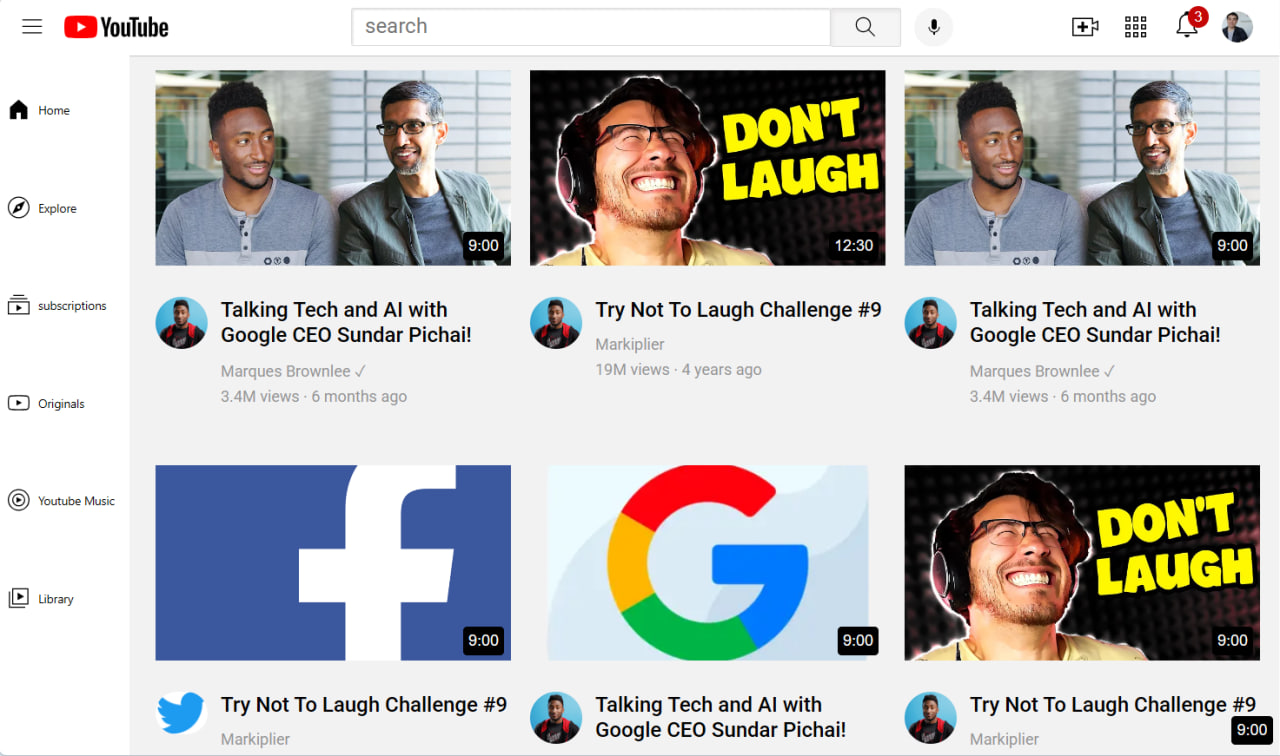 YouTube
search
3
Home
Explore
subscriptions
Originals
Youtube Music
Library
9:00
DON'T
LAUGH
12:30
9:00
Talking Tech and AI with
Google CEO Sundar Pichai!
Marques Brownlee ✓
3.4M views · 6 months ago
Try Not To Laugh Challenge #9
Markiplier
19M views · 4 years ago
Talking Tech and AI with
Google CEO Sundar Pichai!
Marques Brownlee ✓
3.4M views · 6 months ago
f
9:00
G
9:00
DON'T
LAUGH
9:00
Try Not To Laugh Challenge #9
Markiplier
Talking Tech and AI with
Google CEO Sundar Pichai!
Try Not To Laugh Challenge #9
Markiplier
9:00